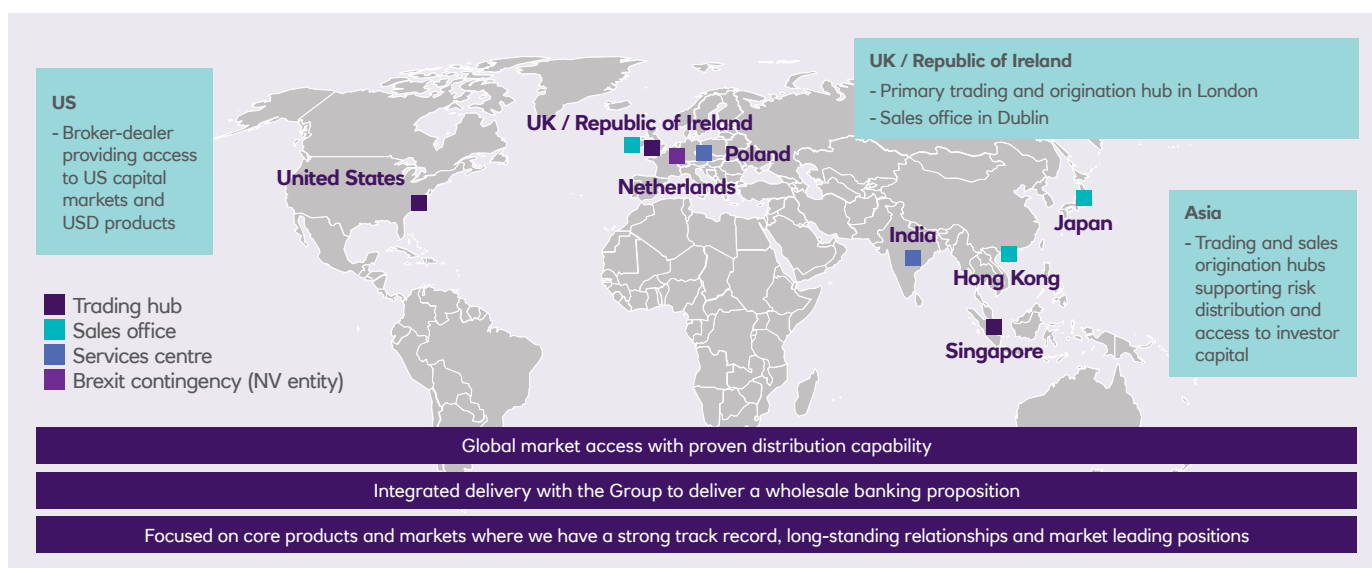 US
- Broker-dealer
providing access
to US capital
markets and
USD products
UK / Republic of Ireland
- Primary trading and origination hub in London
- Sales office in Dublin
UK / Republic of Ireland
Poland
Netherlands
United States
India
Japan
Hong Kong
Singapore
Asia
- Trading and sales
origination hubs
supporting risk
distribution and
access to investor
capital
Trading hub
Sales office
Services centre
Brexit contingency (NV entity)
Global market access with proven distribution capability
Integrated delivery with the Group to deliver a wholesale banking proposition
Focused on core products and markets where we have a strong track record, long-standing relationships and market leading positions